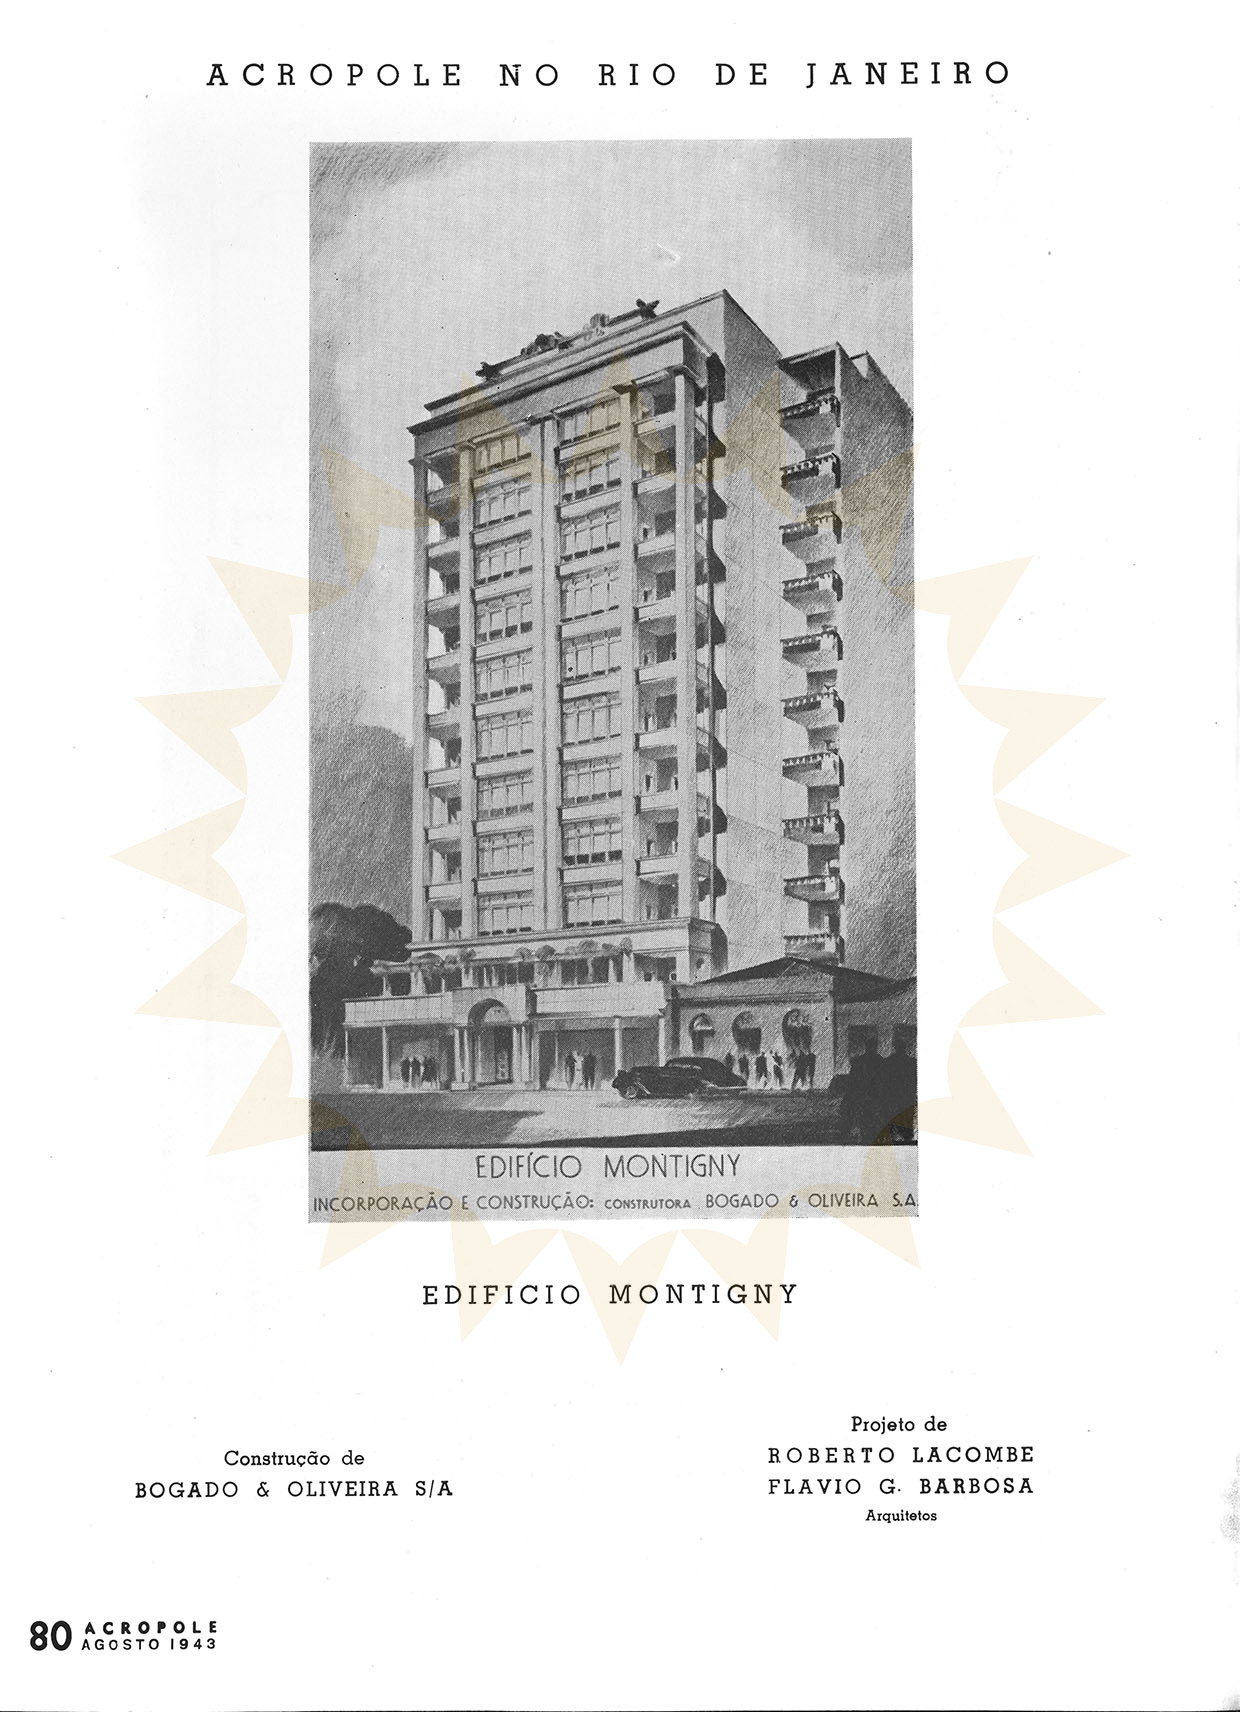 ACROPOLE NO RIO DE JANEIRO
EDIFÍCIO MONTIGNY
INCORPORAÇÃO E CONSTRUÇÃO: CONSTRUTORA BOGADO & OLIVEIRA S.A.
EDIFICIO MONTIGNY
Construção de
BOGADO & OLIVEIRA S/A
Projeto de
ROBERTO LACOMBE
FLAVIO G. BARBOSA
Arquitetos
80 ACROPOLE
AGOSTO 1943